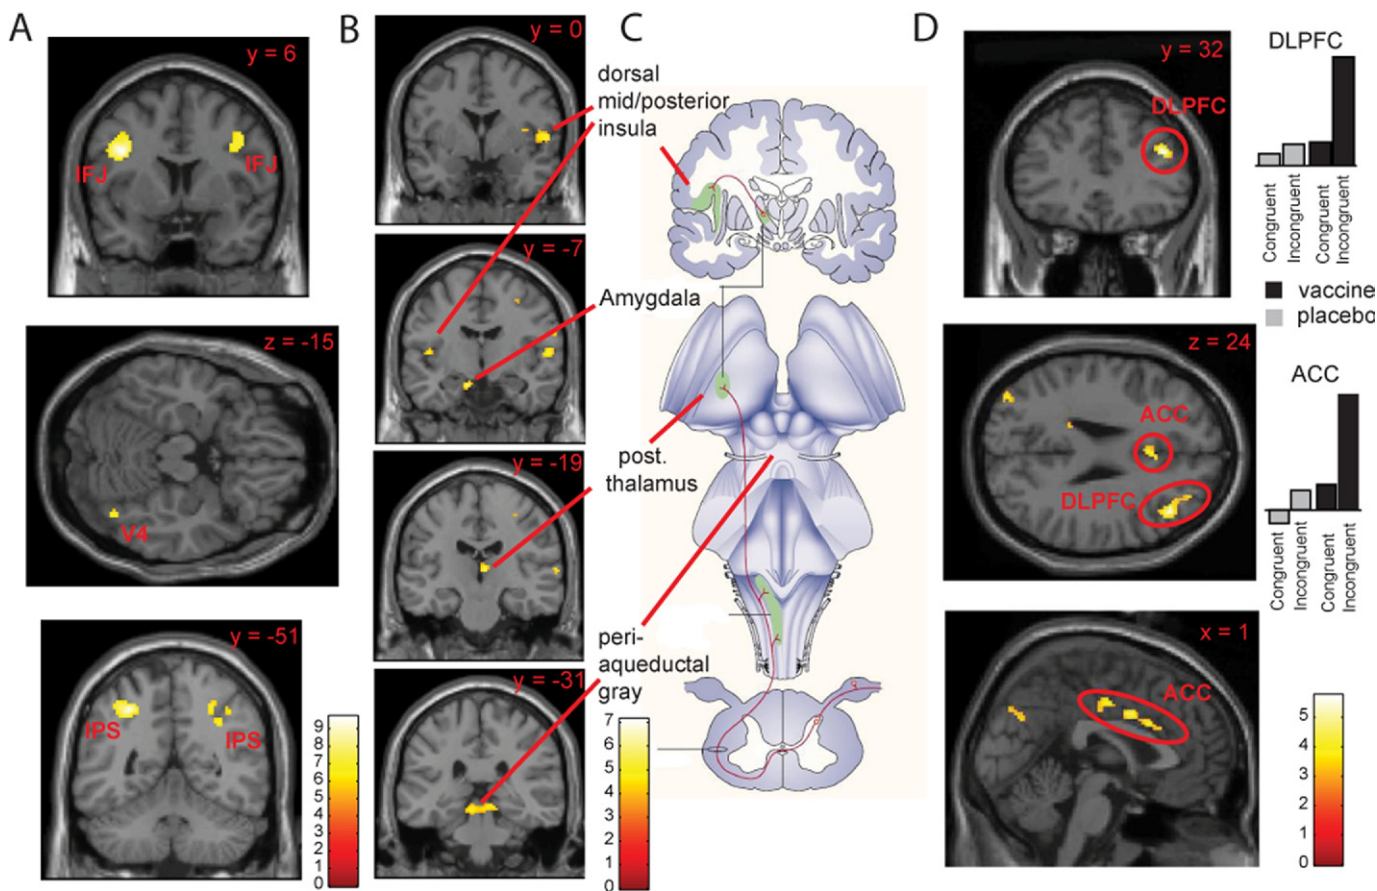 A
B
C
D
y = 6
IFJ
IFJ
z = -15
V4
y = -51
IPS
IPS
9
8
7
6
5
4
3
2
1
0
y = 0
y = -7
y = -19
y = -31
7
6
5
4
3
2
1
0
dorsal
mid/posterior
insula
Amygdala
post.
thalamus
peri-
aqueductal
gray
y = 32
DLPFC
z = 24
ACC
DLPFC
x = 1
ACC
DLPFC
Congruent
Incongruent
Congruent
Incongruent
vaccine
placebo
ACC
Congruent
Incongruent
Congruent
Incongruent
5
4
3
2
1
0